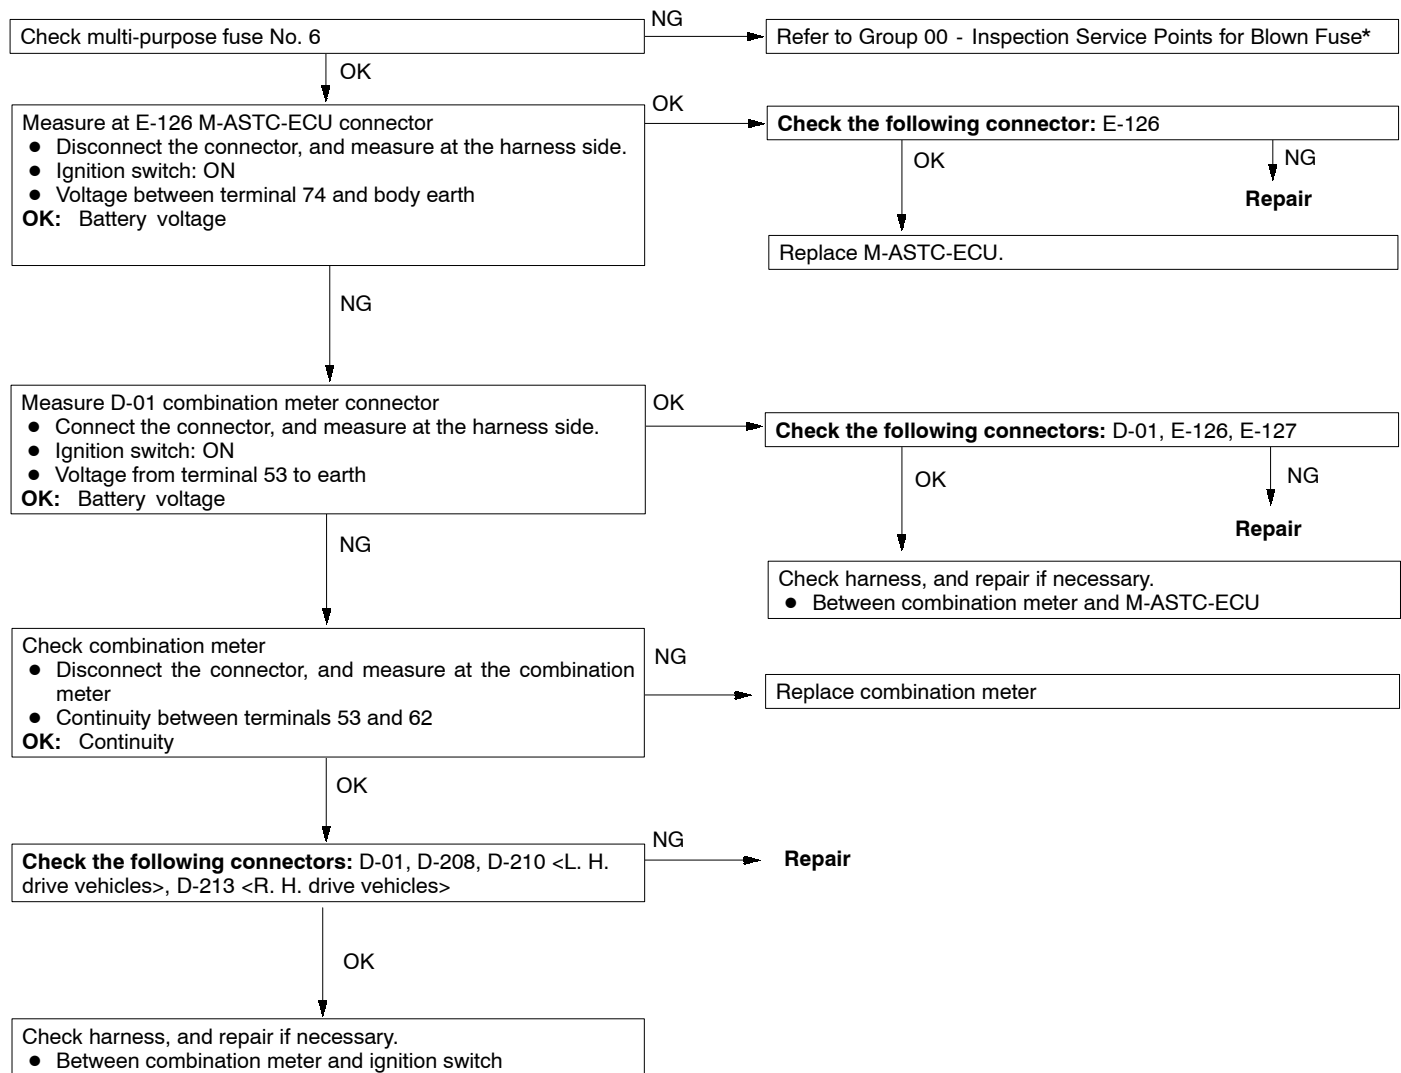 Check multi-purpose fuse No. 6
NG
Refer to Group 00 - Inspection Service Points for Blown Fuse*
OK
Measure at E-126 M-ASTC-ECU connector
● Disconnect the connector, and measure at the harness side.
● Ignition switch: ON
● Voltage between terminal 74 and body earth
OK: Battery voltage
OK
Check the following connector: E-126
OK
NG
Repair
Replace M-ASTC-ECU.
NG
Measure D-01 combination meter connector
● Connect the connector, and measure at the harness side.
● Ignition switch: ON
● Voltage from terminal 53 to earth
OK: Battery voltage
OK
Check the following connectors: D-01, E-126, E-127
OK
NG
Repair
Check harness, and repair if necessary.
● Between combination meter and M-ASTC-ECU
NG
Check combination meter
● Disconnect the connector, and measure at the combination
meter
● Continuity between terminals 53 and 62
OK: Continuity
NG
Replace combination meter
OK
Check the following connectors: D-01, D-208, D-210 <L. H.
drive vehicles>, D-213 <R. H. drive vehicles>
NG
Repair
OK
Check harness, and repair if necessary.
● Between combination meter and ignition switch